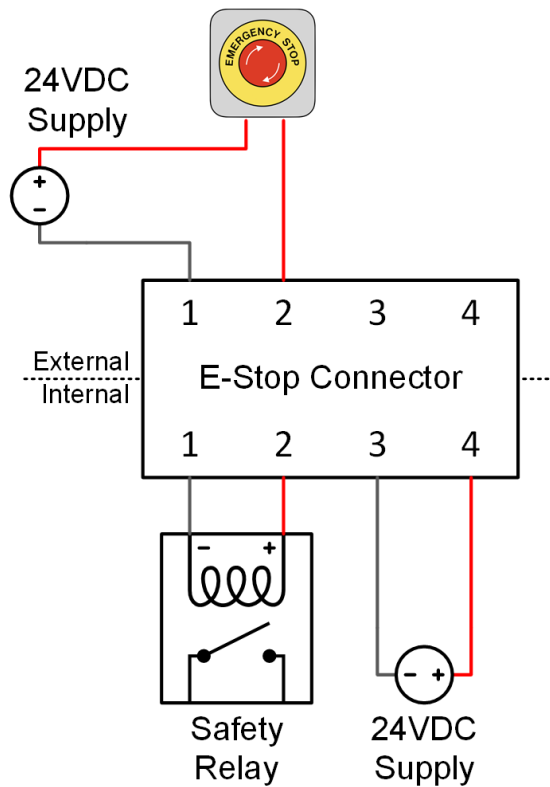 EMERGENCY STOP
24VDC
Supply
+
−
1 2 3 4
External
E-Stop Connector
Internal
1 2 3 4
− +
− +
Safety
Relay
24VDC
Supply